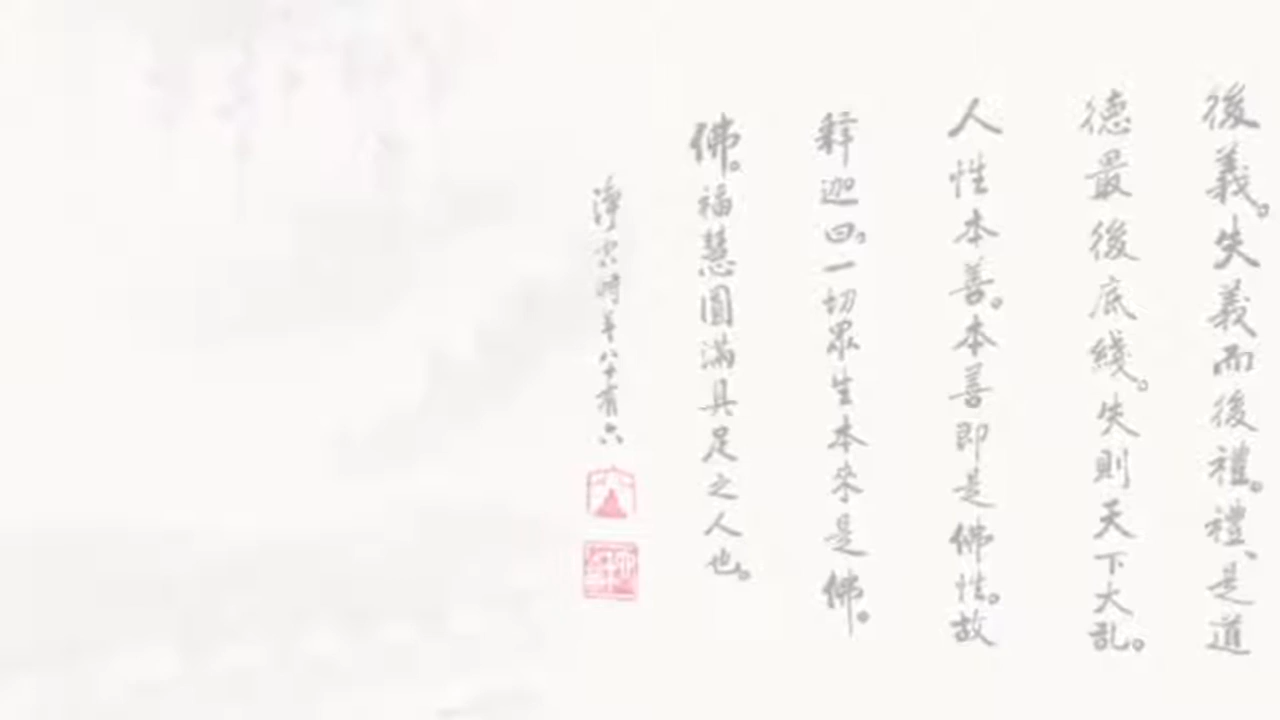 後義。失義而後禮。禮、是道
德最後底綫。失則天下大亂。
人性本善。本善即是佛性。故
釋迦曰。一切眾生本來是佛。
佛。福慧圓滿具足之人也。
淨空時年八十有六